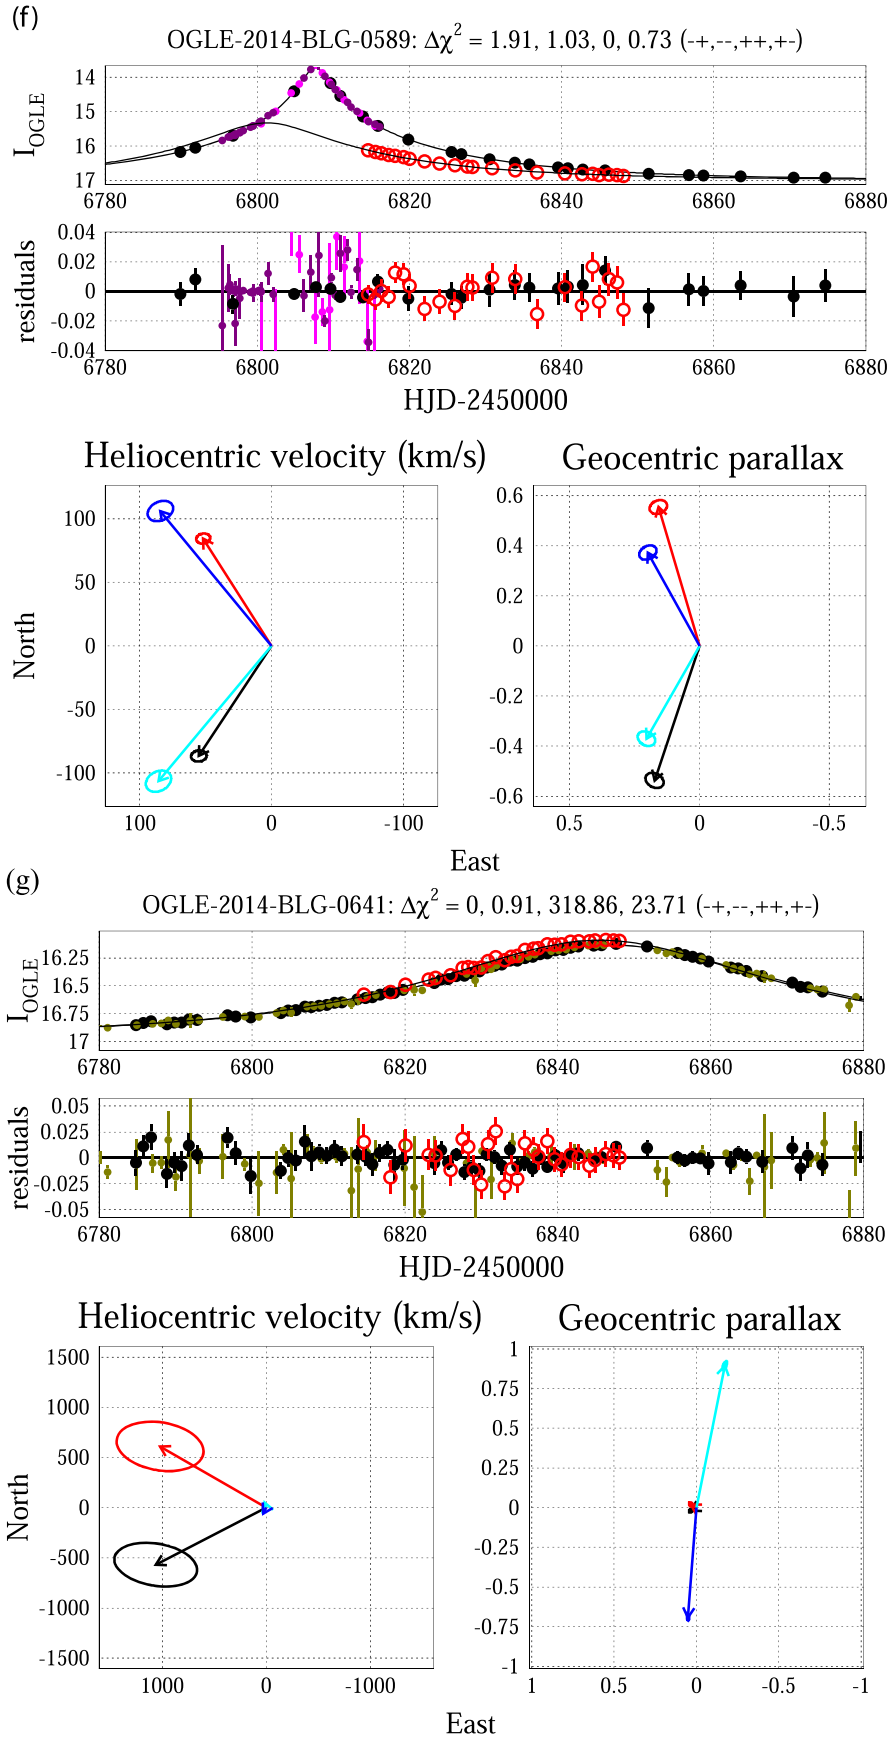 (f)
OGLE-2014-BLG-0589: Δχ² = 1.91, 1.03, 0, 0.73 (-+,--,++,+-)
I_OGLE
14
15
16
17
6780 6800 6820 6840 6860 6880
residuals
0.04
0.02
0
-0.02
-0.04
6780 6800 6820 6840 6860 6880
HJD-2450000
Heliocentric velocity (km/s) Geocentric parallax
North
100
50
0
-50
-100
0.6
0.4
0.2
0
-0.2
-0.4
-0.6
100 0 -100 0.5 0 -0.5
East
(g)
OGLE-2014-BLG-0641: Δχ² = 0, 0.91, 318.86, 23.71 (-+,--,++,+-)
I_OGLE
16.25
16.5
16.75
17
6780 6800 6820 6840 6860 6880
residuals
0.05
0.025
0
-0.025
-0.05
6780 6800 6820 6840 6860 6880
HJD-2450000
Heliocentric velocity (km/s) Geocentric parallax
North
1500
1000
500
0
-500
-1000
-1500
1
0.75
0.5
0.25
0
-0.25
-0.5
-0.75
-1
1000 0 -1000 1 0.5 0 -0.5 -1
East